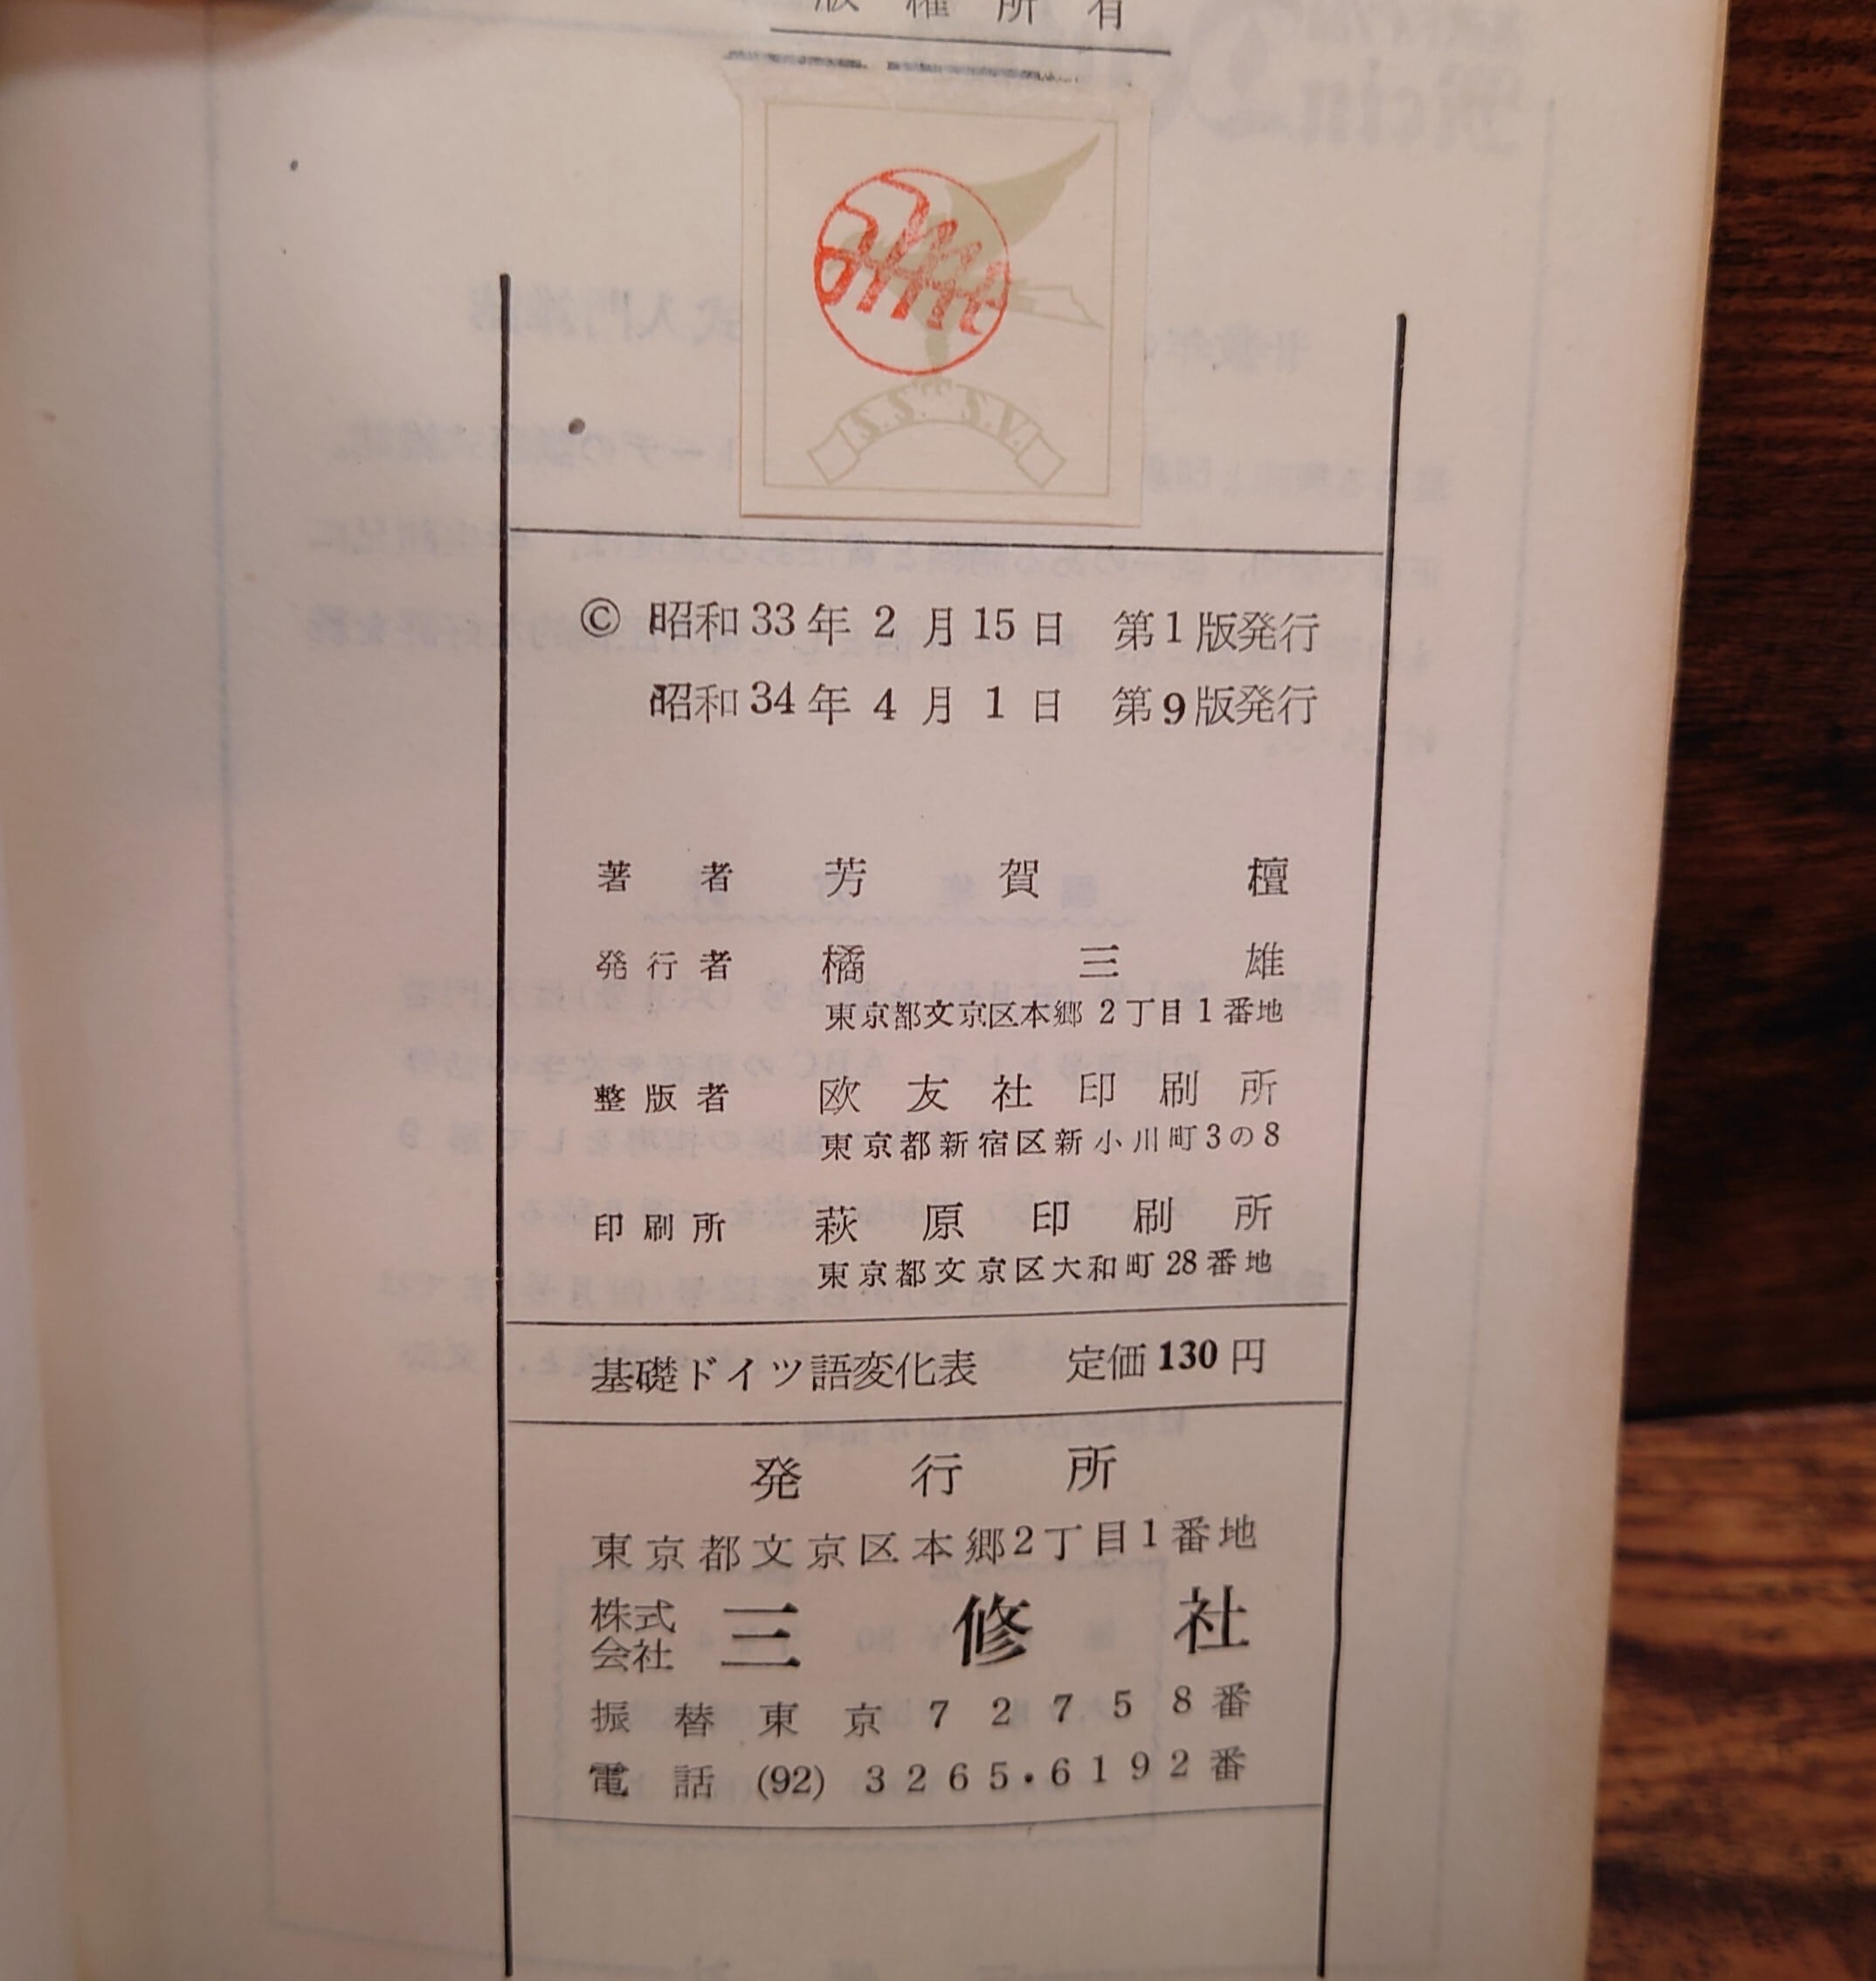 版権所有
S.S. S.V.
© 昭和33年2月15日 第1版発行
昭和34年4月1日 第9版発行
著者 芳賀檀
発行者 橘三雄
東京都文京区本郷2丁目1番地
整版者 欧友社印刷所
東京都新宿区新小川町3の8
印刷所 萩原印刷所
東京都文京区大和町28番地
基礎ドイツ語変化表 定価130円
発行所
東京都文京区本郷2丁目1番地
株式会社 三修社
振替東京72758番
電話 (92) 3265・6192番